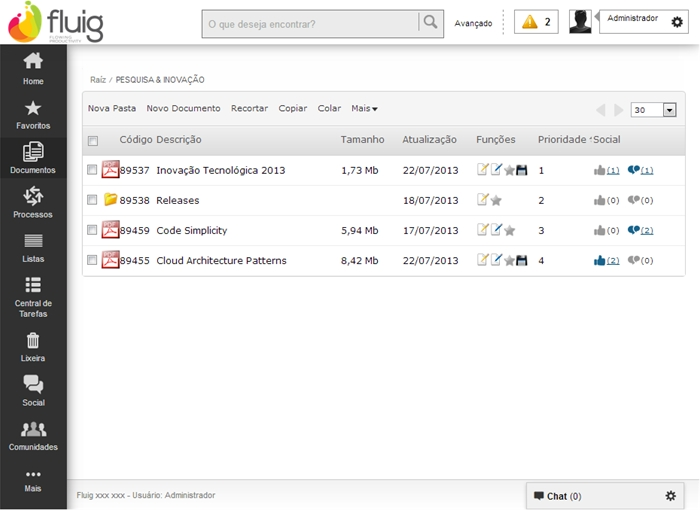 fluig
FLOWING
PRODUCTIVITY
O que deseja encontrar?
Avançado
2
Administrador
Home
Favoritos
Documentos
Processos
Listas
Central de
Tarefas
Lixeira
Social
Comunidades
Mais
Raíz / PESQUISA & INOVAÇÃO
Nova Pasta Novo Documento Recortar Copiar Colar Mais 30
Código Descrição Tamanho Atualização Funções Prioridade Social
89537 Inovação Tecnológica 2013 1,73 Mb 22/07/2013 1 (1) (1)
89538 Releases 18/07/2013 2 (0) (0)
89459 Code Simplicity 5,94 Mb 17/07/2013 3 (0) (2)
89455 Cloud Architecture Patterns 8,42 Mb 22/07/2013 4 (2) (0)
Fluig xxx xxx - Usuário: Administrador
Chat (0)